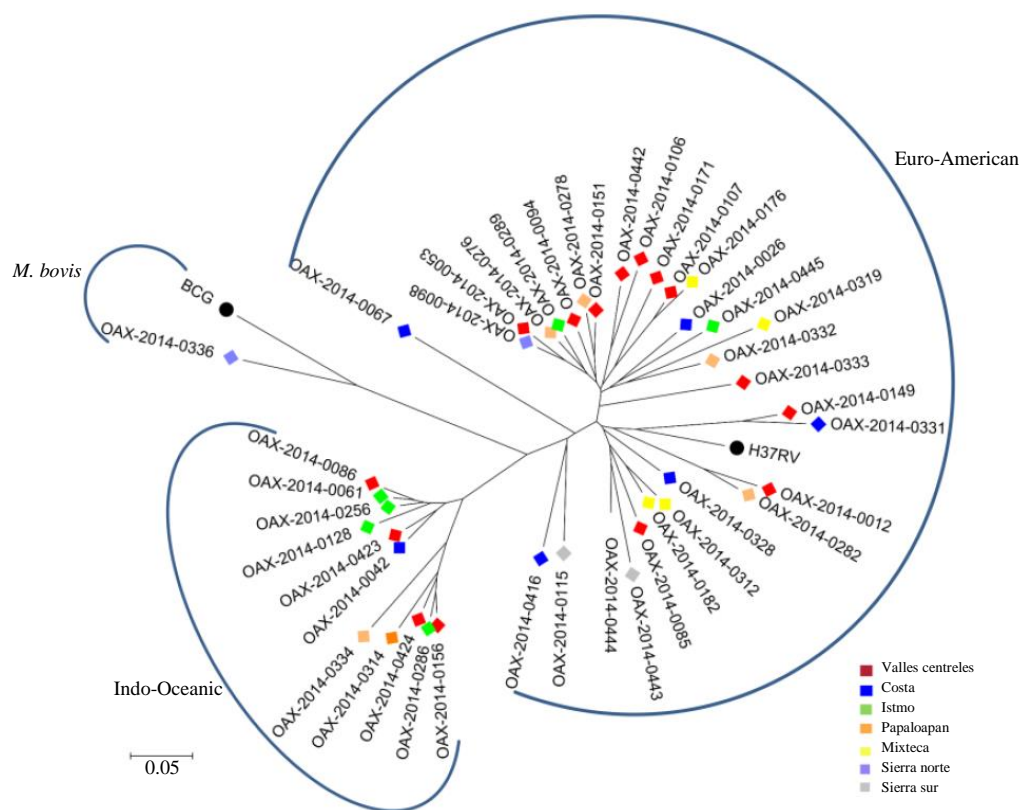 Euro-American
M. bovis
BCG
OAX-2014-0336
OAX-2014-0067
OAX-2014-0098
OAX-2014-0053
OAX-2014-0276
OAX-2014-0289
OAX-2014-0094
OAX-2014-0278
OAX-2014-0151
OAX-2014-0442
OAX-2014-0106
OAX-2014-0171
OAX-2014-0107
OAX-2014-0176
OAX-2014-0026
OAX-2014-0445
OAX-2014-0319
OAX-2014-0332
OAX-2014-0333
OAX-2014-0149
OAX-2014-0331
H37RV
OAX-2014-0012
OAX-2014-0282
OAX-2014-0328
OAX-2014-0312
OAX-2014-0182
OAX-2014-0085
OAX-2014-0443
OAX-2014-0444
OAX-2014-0115
OAX-2014-0416
OAX-2014-0086
OAX-2014-0061
OAX-2014-0256
OAX-2014-0128
OAX-2014-0423
OAX-2014-0042
OAX-2014-0334
OAX-2014-0314
OAX-2014-0424
OAX-2014-0286
OAX-2014-0156
Indo-Oceanic
0.05
Valles centreles
Costa
Istmo
Papaloapan
Mixteca
Sierra norte
Sierra sur